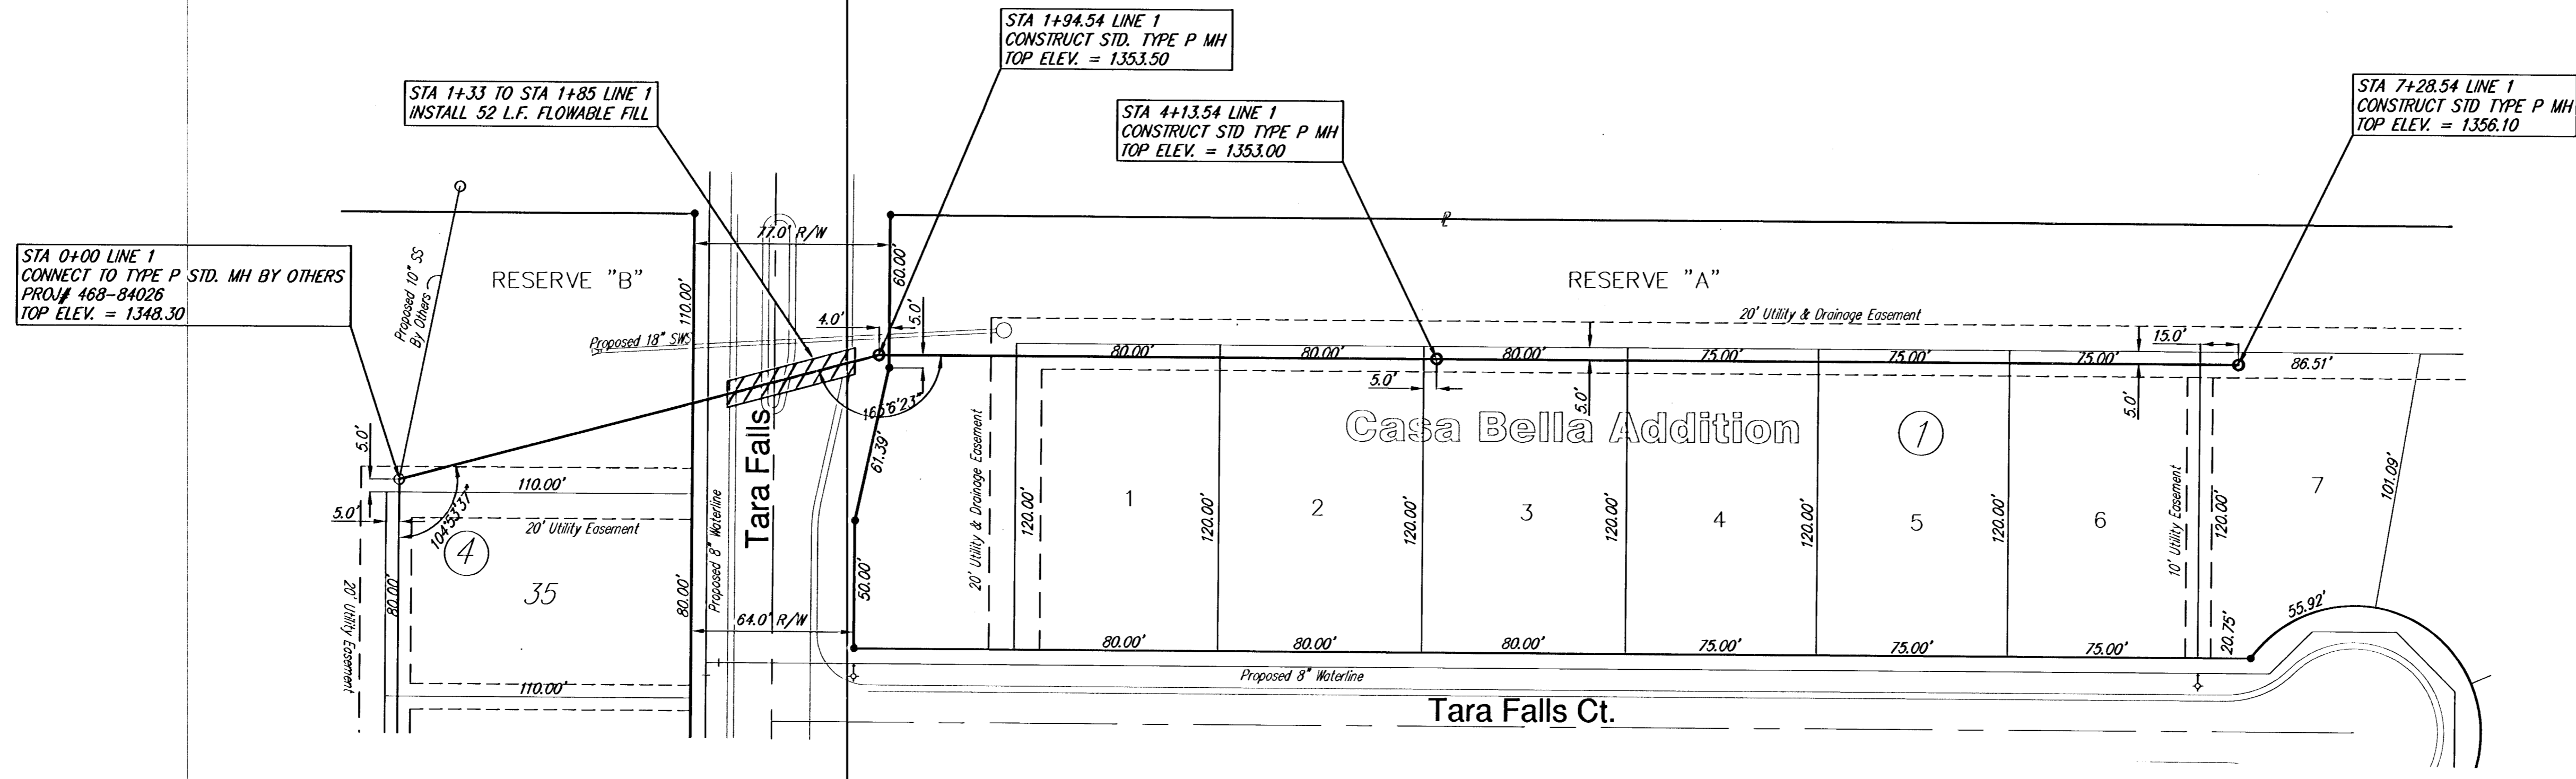 STA 1+94.54 LINE 1
CONSTRUCT STD. TYPE P MH
TOP ELEV. = 1353.50
STA 1+33 TO STA 1+85 LINE 1
INSTALL 52 L.F. FLOWABLE FILL
STA 4+13.54 LINE 1
CONSTRUCT STD TYPE P MH
TOP ELEV. = 1353.00
STA 7+28.54 LINE 1
CONSTRUCT STD TYPE P MH
TOP ELEV. = 1356.10
STA 0+00 LINE 1
CONNECT TO TYPE P STD. MH BY OTHERS
PROJ# 468-84026
TOP ELEV. = 1348.30
Proposed 10" SS
By Others
RESERVE "B"
110.00'
77.0' R/W
60.00'
4.0'
5.0'
Proposed 18" SWS
RESERVE "A"
20' Utility & Drainage Easement
15.0'
80.00'
80.00'
80.00'
75.00'
75.00'
75.00'
86.51'
5.0'
5.0'
5.0'
165°6'23"
61.39'
Casa Bella Addition
1
5.0'
5.0'
104°53'37"
110.00'
20' Utility Easement
4
35
20' Utility Easement
80.00'
80.00'
110.00'
Proposed 8" Waterline
Tara Falls
64.0' R/W
50.00'
20' Utility & Drainage Easement
120.00'
1
120.00'
2
120.00'
3
120.00'
4
120.00'
5
120.00'
6
10' Utility Easement
120.00'
7
101.09'
20.75'
55.92'
80.00'
80.00'
80.00'
75.00'
75.00'
75.00'
Proposed 8" Waterline
Tara Falls Ct.